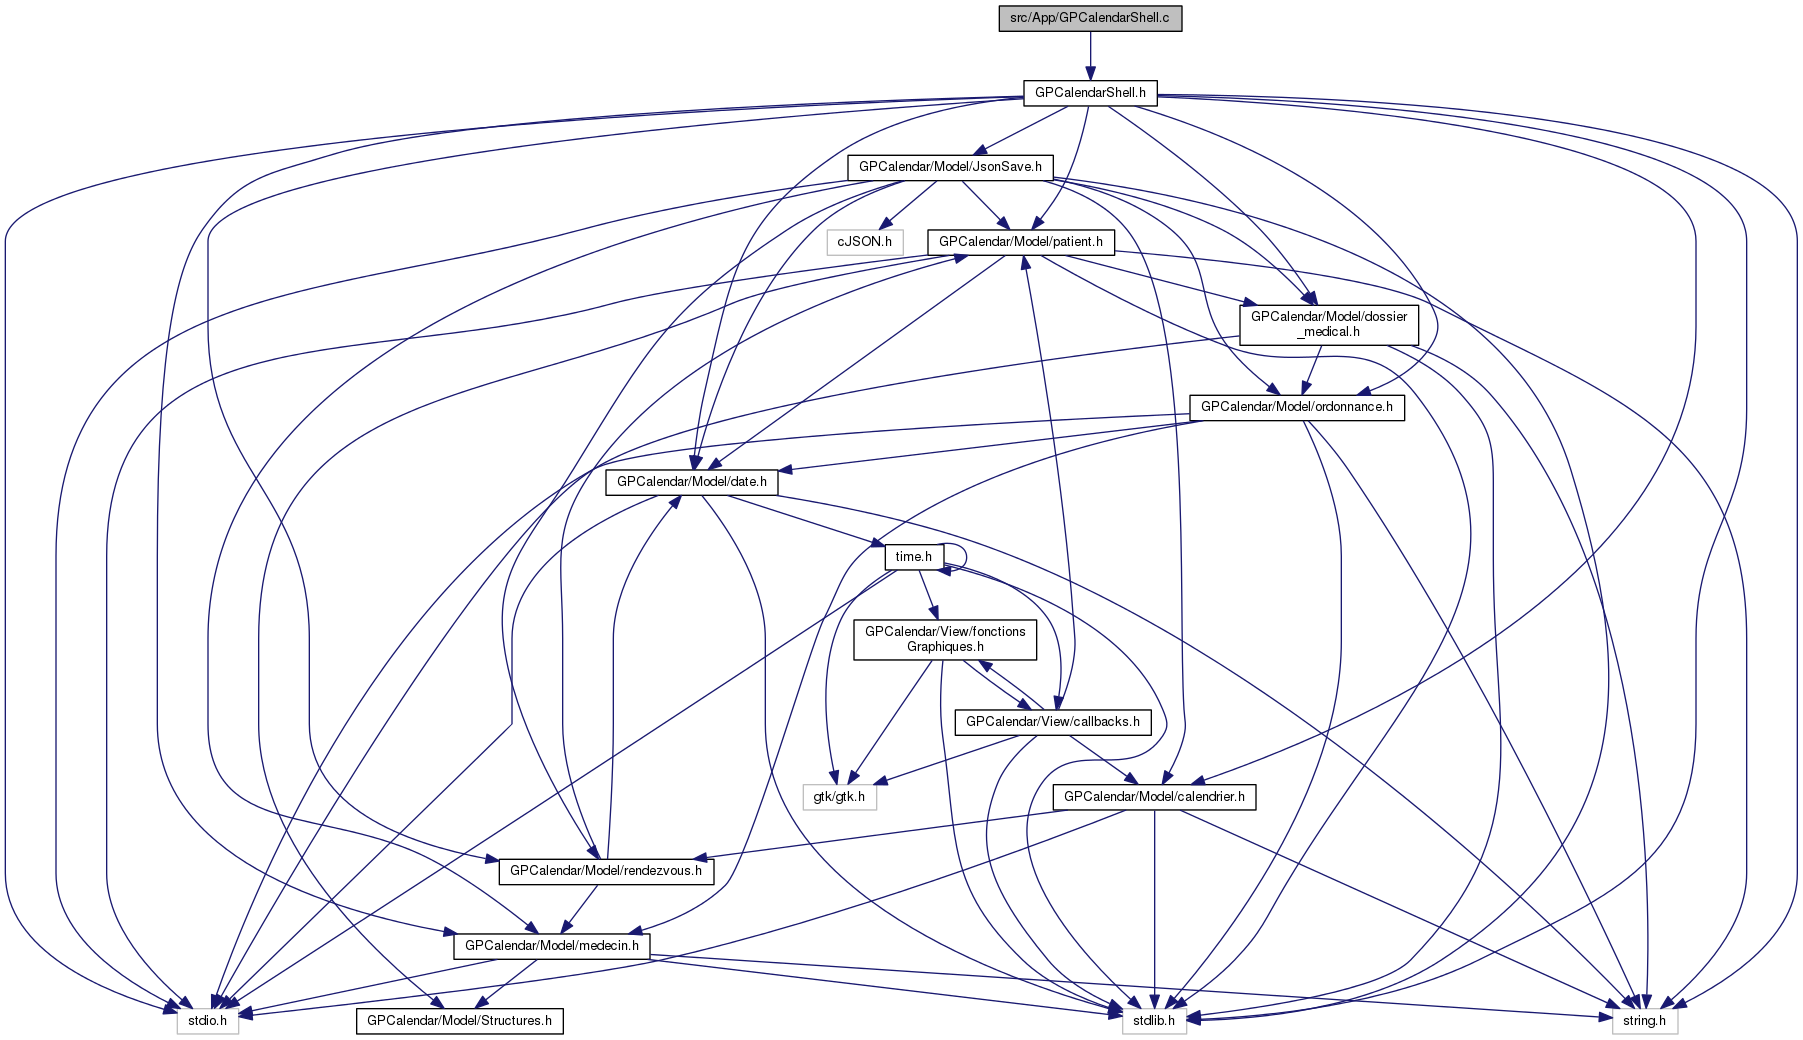 src/App/GPCalendarShell.c
GPCalendarShell.h
GPCalendar/Model/JsonSave.h
cJSON.h
GPCalendar/Model/patient.h
GPCalendar/Model/dossier
_medical.h
GPCalendar/Model/ordonnance.h
GPCalendar/Model/date.h
time.h
GPCalendar/View/fonctions
Graphiques.h
GPCalendar/View/callbacks.h
gtk/gtk.h
GPCalendar/Model/calendrier.h
GPCalendar/Model/rendezvous.h
GPCalendar/Model/medecin.h
stdio.h
GPCalendar/Model/Structures.h
stdlib.h
string.h